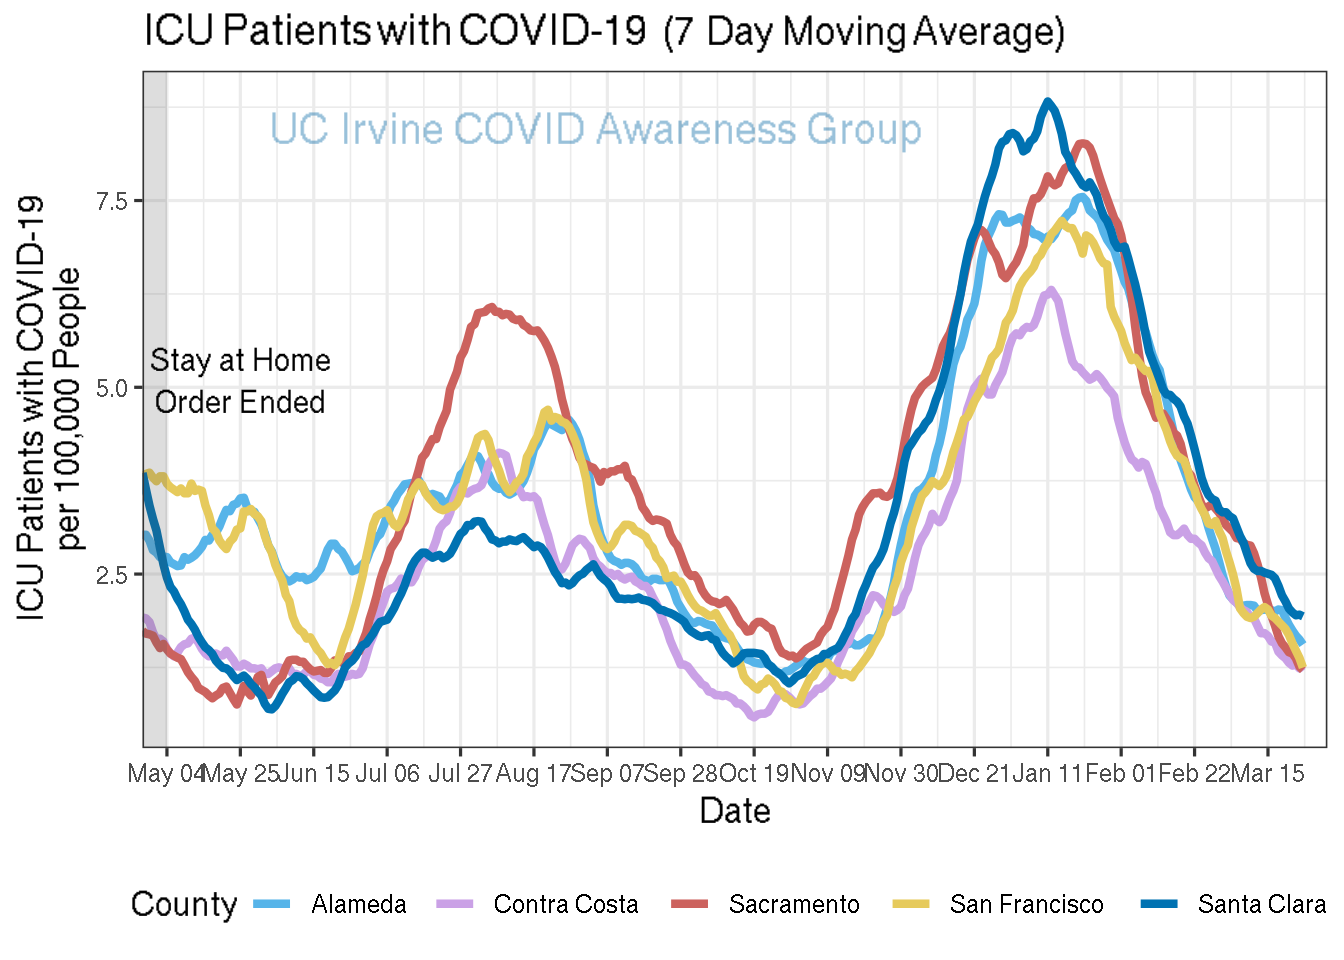 ICU Patients with COVID-19 (7 Day Moving Average)
UC Irvine COVID Awareness Group
ICU Patients with COVID-19
per 100,000 People
7.5
5.0
2.5
Stay at Home
Order Ended
May 04 May 25 Jun 15 Jul 06 Jul 27 Aug 17 Sep 07 Sep 28 Oct 19 Nov 09 Nov 30 Dec 21 Jan 11 Feb 01 Feb 22 Mar 15
Date
County Alameda Contra Costa Sacramento San Francisco Santa Clara